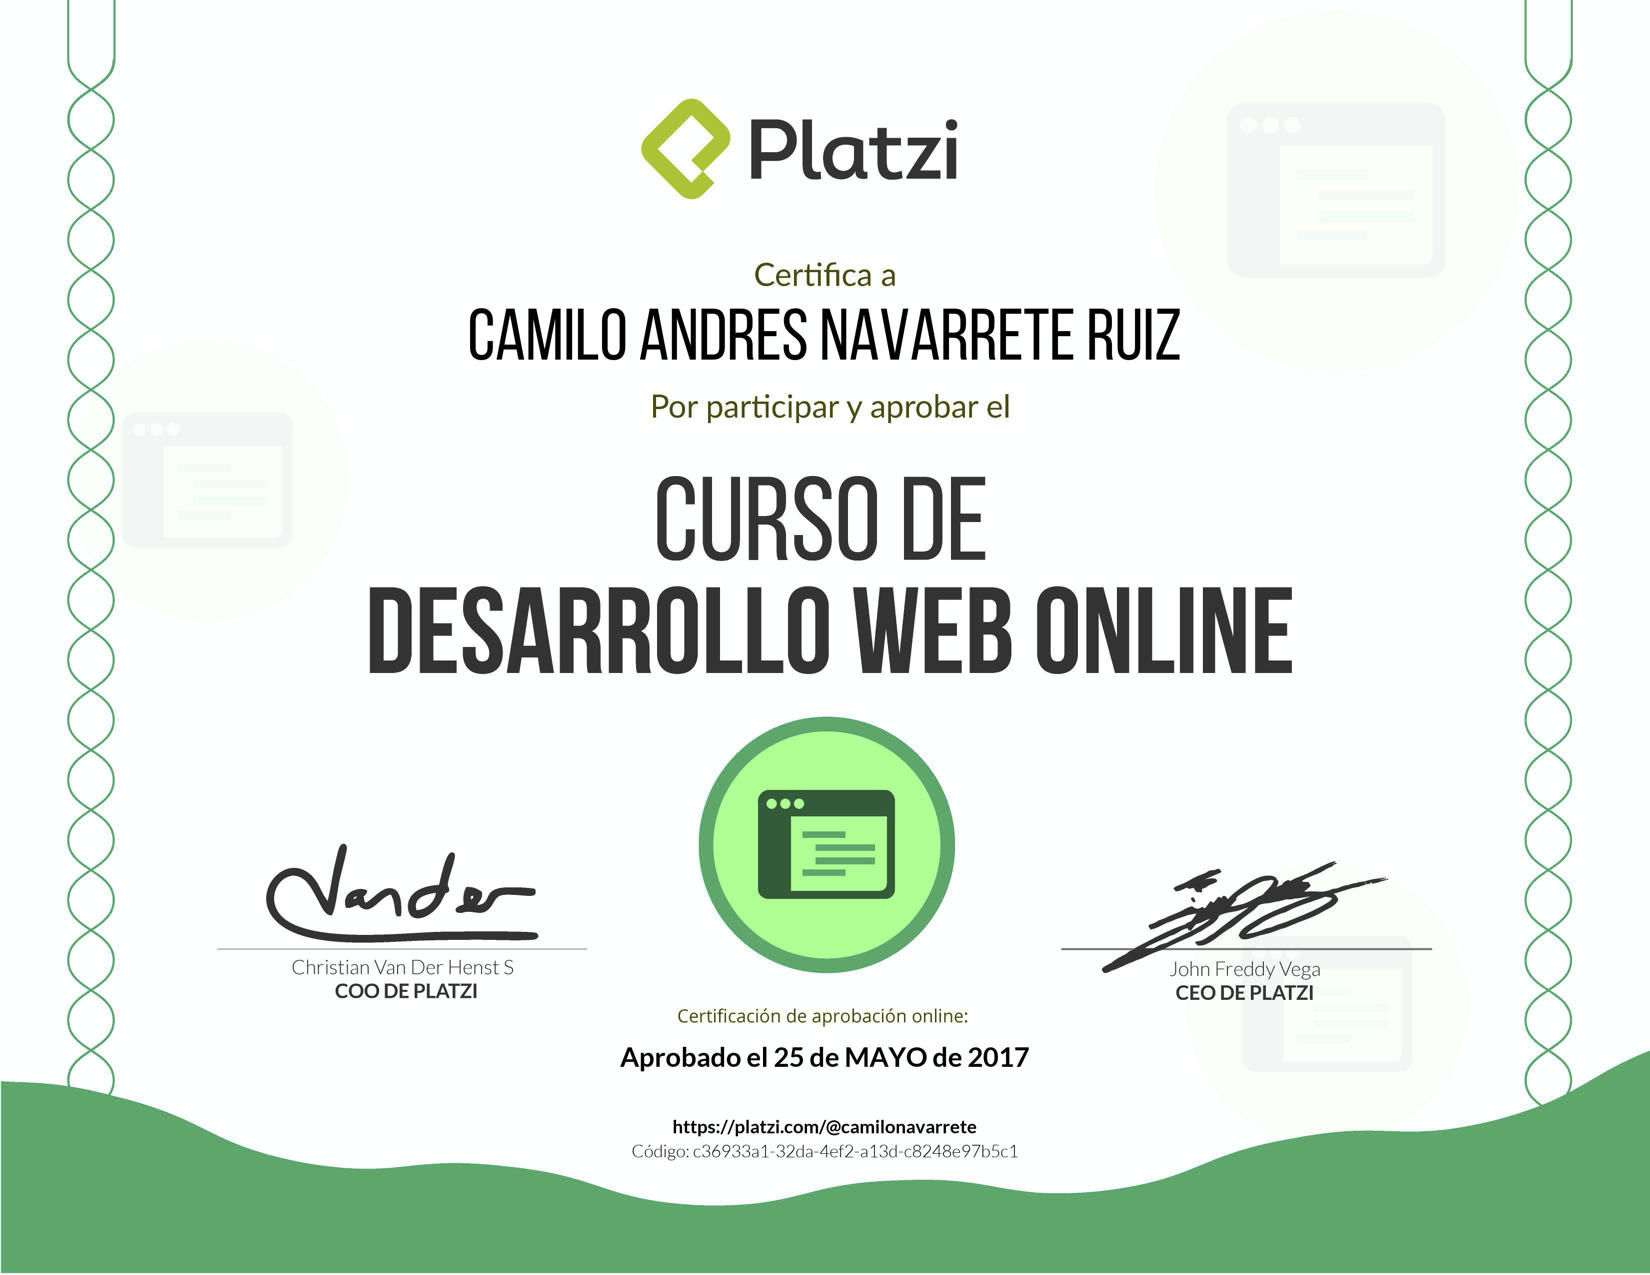 Platzi
Certifica a
CAMILO ANDRES NAVARRETE RUIZ
Por participar y aprobar el
CURSO DE
DESARROLLO WEB ONLINE
Vander
Christian Van Der Henst S
COO DE PLATZI
John Freddy Vega
CEO DE PLATZI
Certificación de aprobación online:
Aprobado el 25 de MAYO de 2017
https://platzi.com/@camilonavarrete
Código: c36933a1-32da-4ef2-a13d-c8248e97b5c1